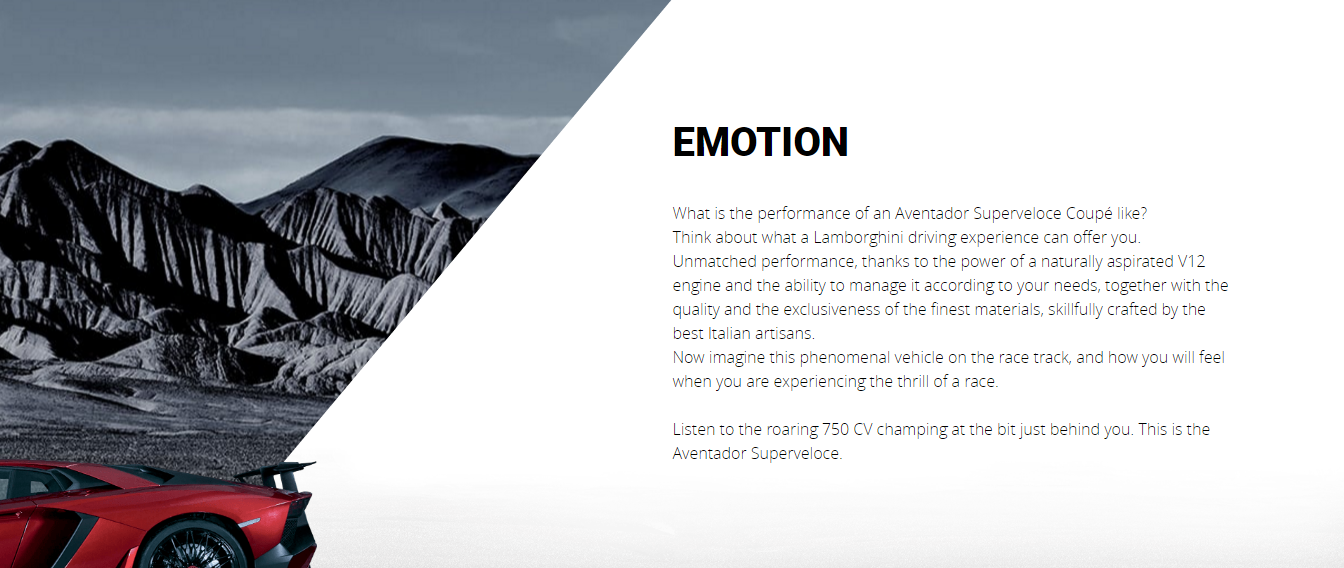 EMOTION
What is the performance of an Aventador Superveloce Coupé like?
Think about what a Lamborghini driving experience can offer you.
Unmatched performance, thanks to the power of a naturally aspirated V12
engine and the ability to manage it according to your needs, together with the
quality and the exclusiveness of the finest materials, skillfully crafted by the
best Italian artisans.
Now imagine this phenomenal vehicle on the race track, and how you will feel
when you are experiencing the thrill of a race.
Listen to the roaring 750 CV champing at the bit just behind you. This is the
Aventador Superveloce.